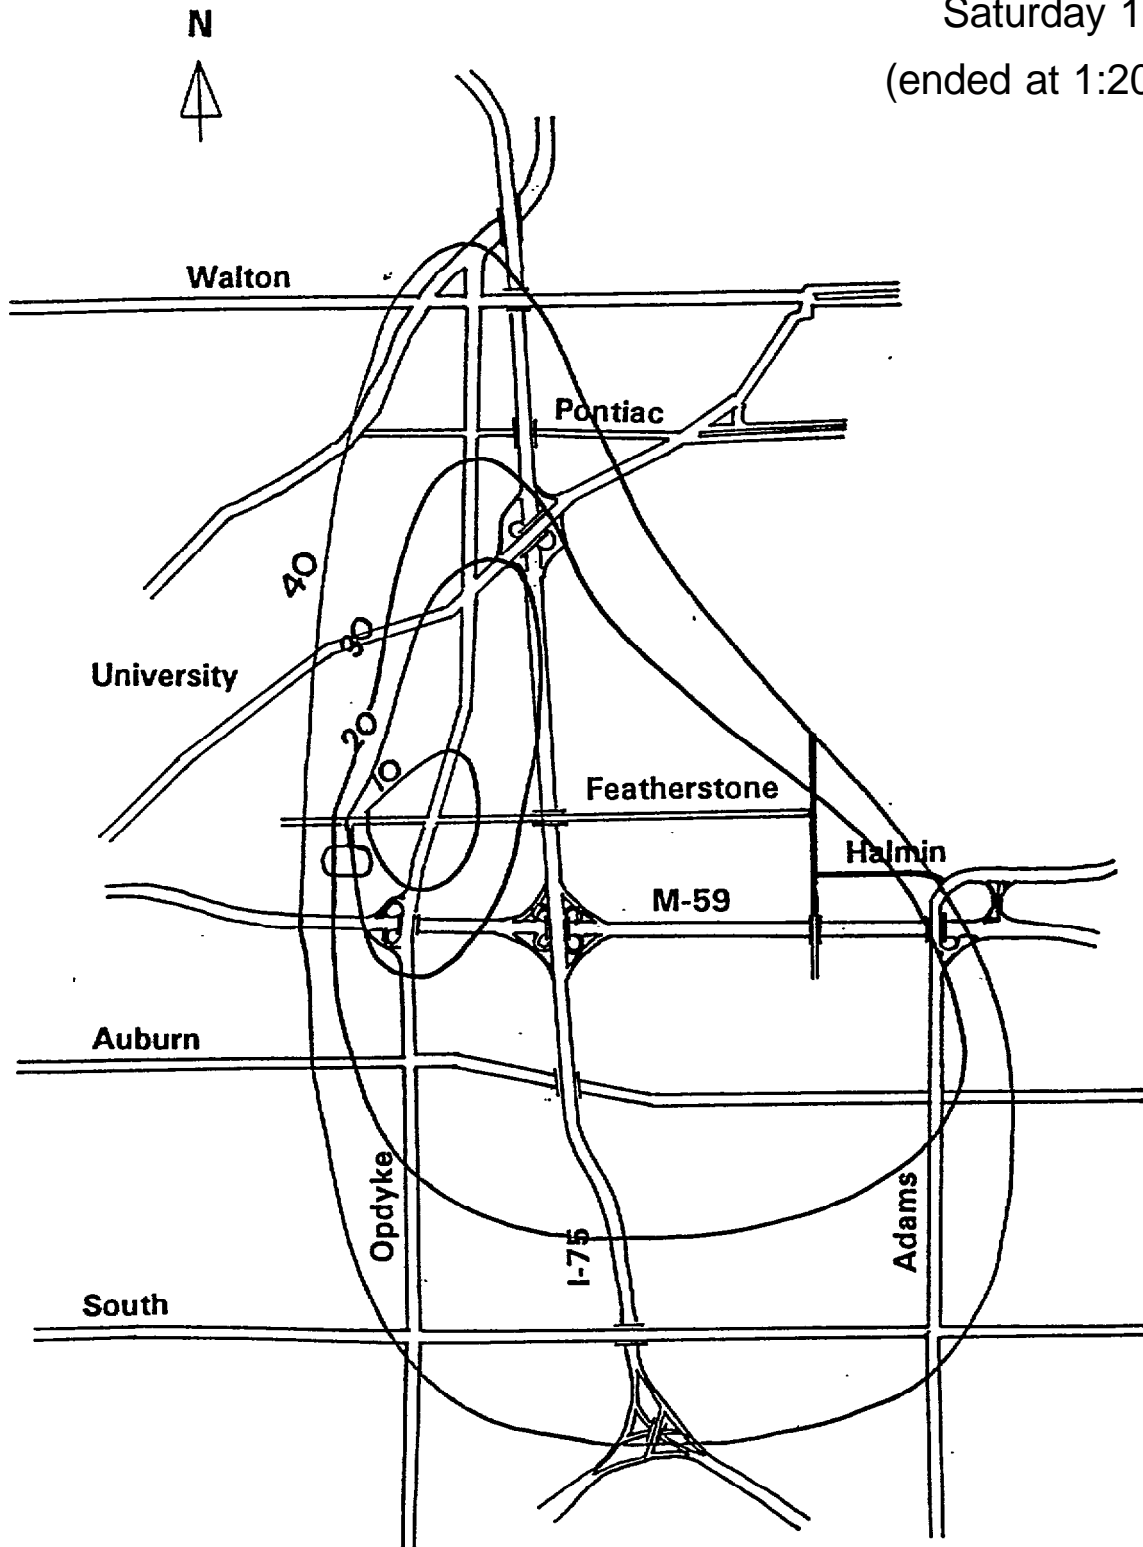 N
Saturday 1
(ended at 1:20
Walton
Pontiac
40
30
University
20
10
Featherstone
Halmin
M-59
Auburn
Opdyke
I-75
Adams
South